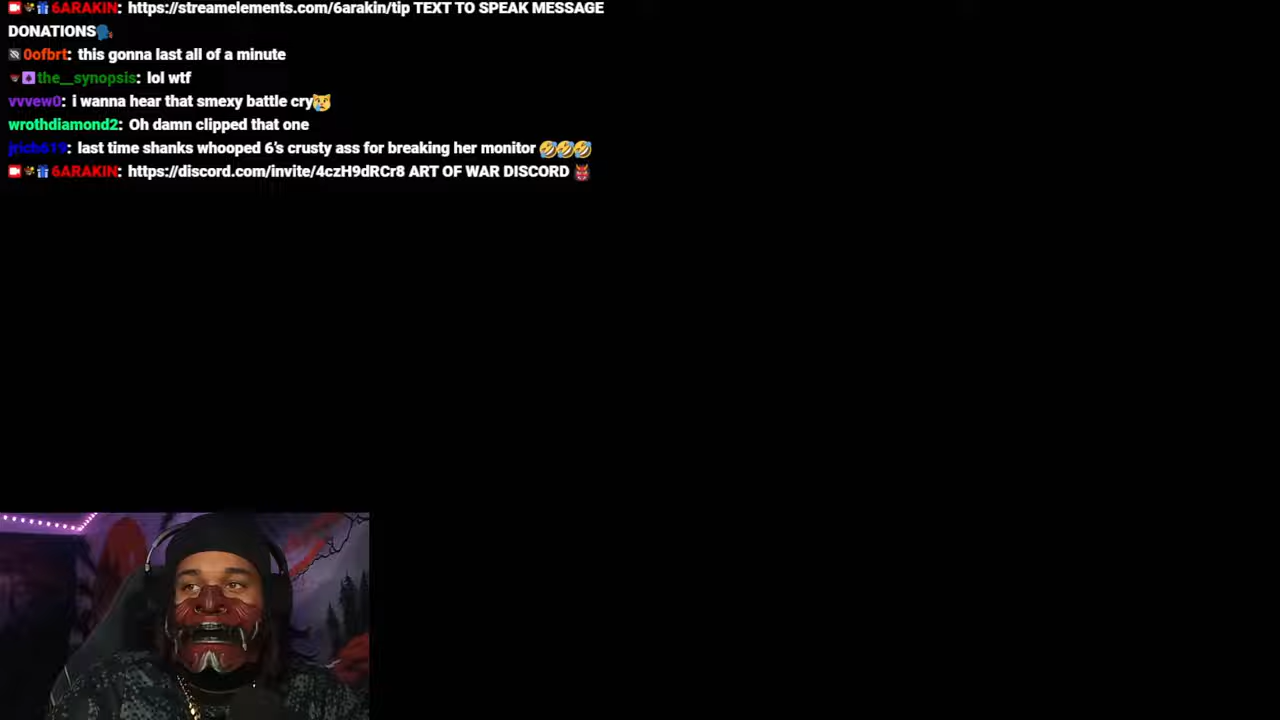 6ARAKIN: https://streamelements.com/6arakin/tip TEXT TO SPEAK MESSAGE
DONATIONS🗣️
0ofbrt: this gonna last all of a minute
the__synopsis: lol wtf
vvvew0: i wanna hear that smexy battle cry😿
wrothdiamond2: Oh damn clipped that one
jrich619: last time shanks whooped 6's crusty ass for breaking her monitor 🤣🤣🤣
6ARAKIN: https://discord.com/invite/4czH9dRCr8 ART OF WAR DISCORD 👹